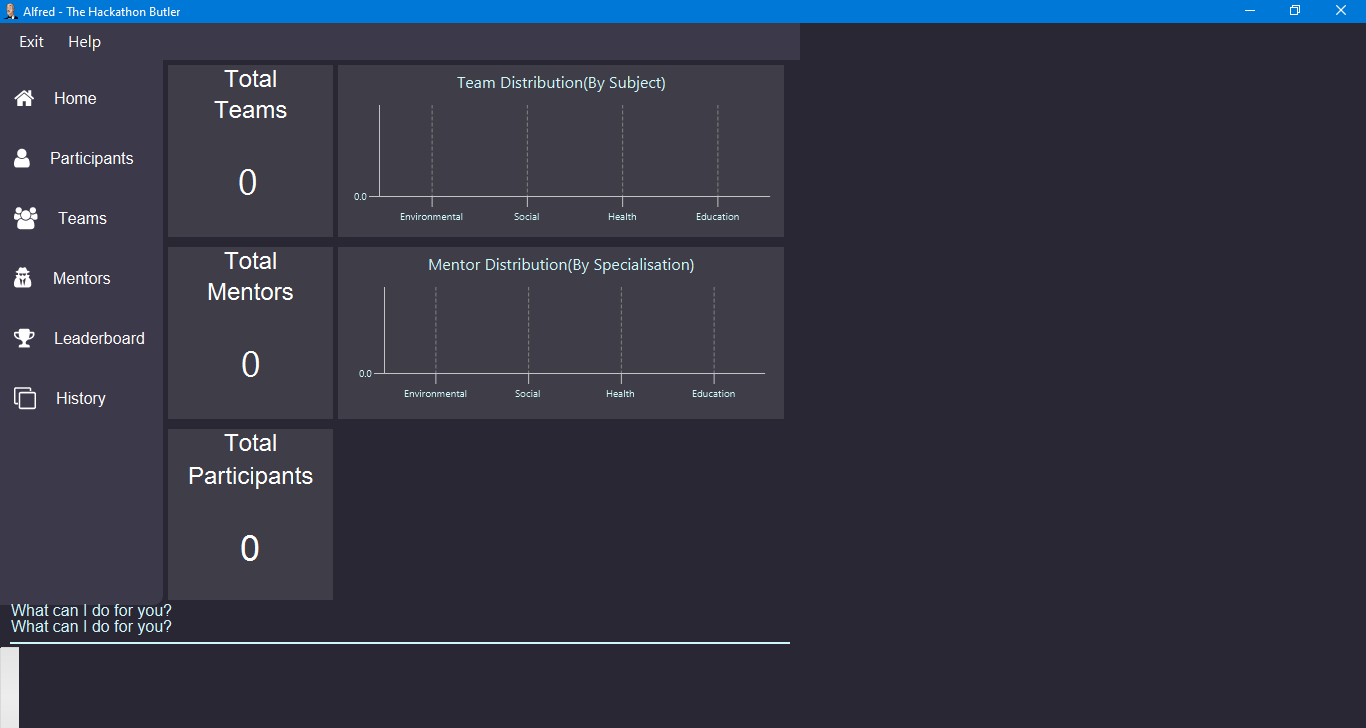 Alfred - The Hackathon Butler
Exit Help
Home
Participants
Teams
Mentors
Leaderboard
History
Total
Teams
0
Team Distribution(By Subject)
0.0
Environmental Social Health Education
Total
Mentors
0
Mentor Distribution(By Specialisation)
0.0
Environmental Social Health Education
Total
Participants
0
What can I do for you?
What can I do for you?